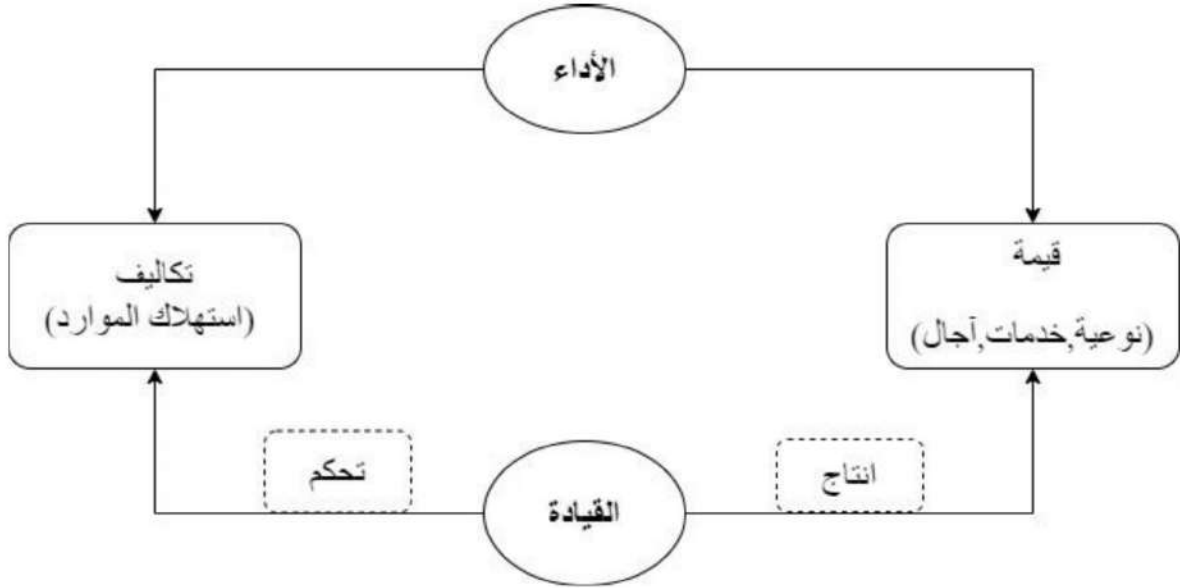 الأداء
قيمة
(نوعية,خدمات,آجال)
تكاليف
(استهلاك الموارد)
انتاج
تحكم
القيادة